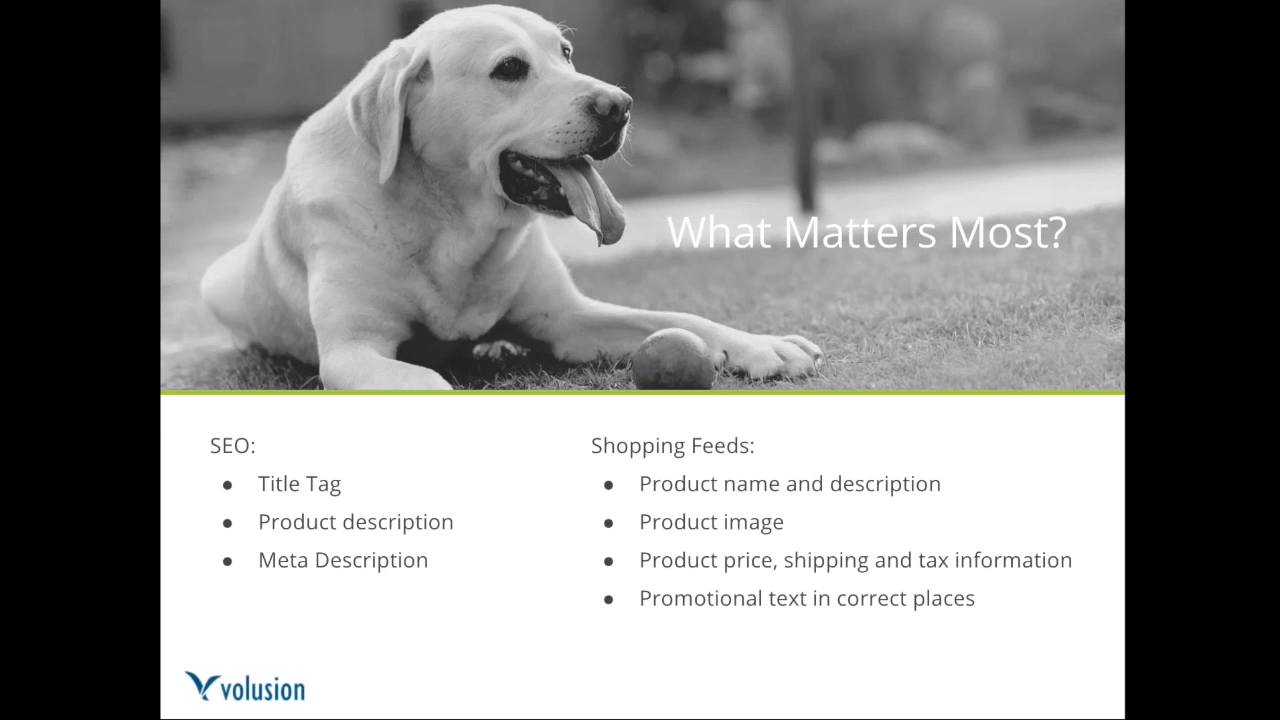 What Matters Most?
SEO:
● Title Tag
● Product description
● Meta Description
Shopping Feeds:
● Product name and description
● Product image
● Product price, shipping and tax information
● Promotional text in correct places
volusion